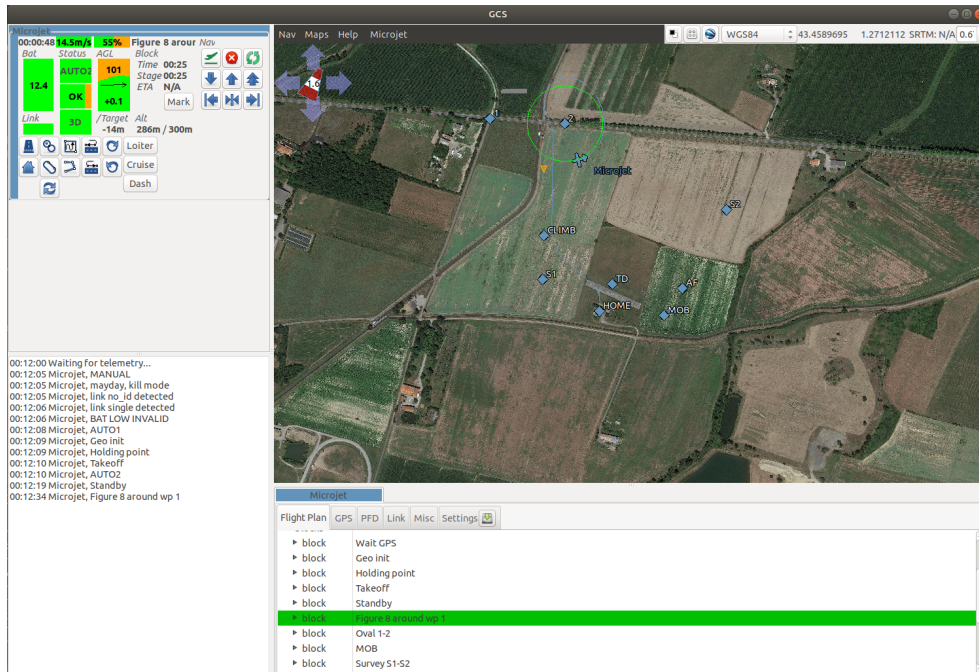 GCS
Microjet
00:00:48 14.5m/s 55% Figure 8 arour Nav
Bat Status AGL Block
Time 00:25
Stage 00:25
ETA N/A
AUTO2 101
12.4
OK +0.1 Mark
Link 3D /Target Alt
-14m 286m / 300m
Loiter
Cruise
Dash
00:12:00 Waiting for telemetry...
00:12:05 Microjet, MANUAL
00:12:05 Microjet, mayday, kill mode
00:12:05 Microjet, link no_id detected
00:12:06 Microjet, link single detected
00:12:06 Microjet, BAT LOW INVALID
00:12:08 Microjet, AUTO1
00:12:09 Microjet, Geo init
00:12:09 Microjet, Holding point
00:12:10 Microjet, Takeoff
00:12:10 Microjet, AUTO2
00:12:19 Microjet, Standby
00:12:34 Microjet, Figure 8 around wp 1
Nav Maps Help Microjet WGS84 43.4589695 1.2712112 SRTM: N/A 0.6
1.6
1
2
Microjet
S2
CLIMB
S1
TD
AF
HOME
MOB
Microjet
Flight Plan GPS PFD Link Misc Settings
block Wait GPS
block Geo init
block Holding point
block Takeoff
block Standby
block Figure 8 around wp 1
block Oval 1-2
block MOB
block Survey S1-S2